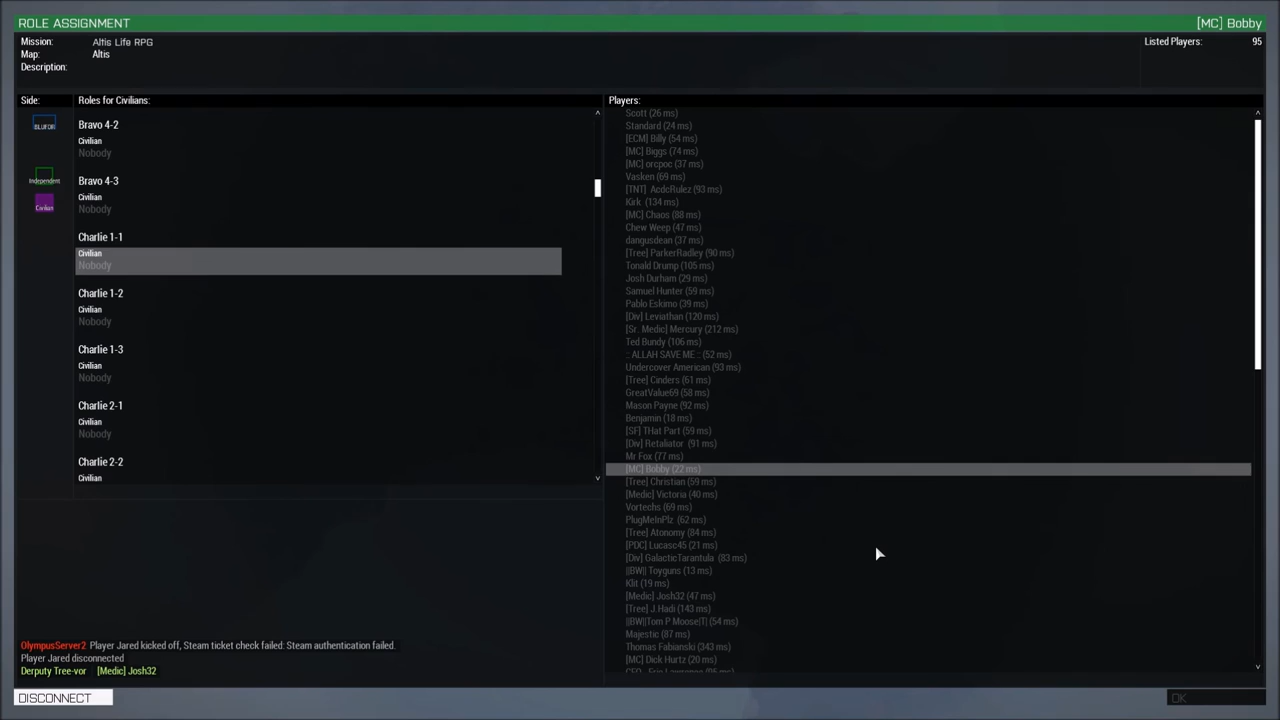 ROLE ASSIGNMENT
[MC] Bobby
Mission: Altis Life RPG
Map: Altis
Description:
Listed Players: 95
Side:
Roles for Civilians:
Players:
BLUFOR
Independent
Civilian
Bravo 4-2
Civilian
Nobody
Bravo 4-3
Civilian
Nobody
Charlie 1-1
Civilian
Nobody
Charlie 1-2
Civilian
Nobody
Charlie 1-3
Civilian
Nobody
Charlie 2-1
Civilian
Nobody
Charlie 2-2
Civilian
Scott (26 ms)
Standard (24 ms)
[ECM] Billy (54 ms)
[MC] Biggs (74 ms)
[MC] orcpoc (37 ms)
Vasken (69 ms)
[TNT] AcdcRulez (93 ms)
Kirk (134 ms)
[MC] Chaos (88 ms)
Chew Weep (47 ms)
dangusdean (37 ms)
[Tree] ParkerRadley (90 ms)
Tonald Drump (105 ms)
Josh Durham (29 ms)
Samuel Hunter (59 ms)
Pablo Eskimo (39 ms)
[Div] Leviathan (120 ms)
[Sr. Medic] Mercury (212 ms)
Ted Bundy (106 ms)
:: ALLAH SAVE ME :: (52 ms)
Undercover American (93 ms)
[Tree] Cinders (61 ms)
GreatValue69 (58 ms)
Mason Payne (92 ms)
Benjamin (18 ms)
[SF] THat Part (59 ms)
[Div] Retaliator (91 ms)
Mr Fox (77 ms)
[MC] Bobby (22 ms)
[Tree] Christian (59 ms)
[Medic] Victoria (40 ms)
Vortechs (69 ms)
PlugMeInPlz (62 ms)
[Tree] Atonomy (84 ms)
[PDC] Lucasc45 (21 ms)
[Div] GalacticTarantula (83 ms)
||BW|| Toyguns (13 ms)
Klit (19 ms)
[Medic] Josh32 (47 ms)
[Tree] J.Hadi (143 ms)
||BW||Tom P Moose|T| (54 ms)
Majestic (87 ms)
Thomas Fabianski (343 ms)
[MC] Dick Hurtz (20 ms)
OlympusServer2 Player Jared kicked off, Steam ticket check failed: Steam authentication failed.
Player Jared disconnected
Derputy Tree-vor [Medic] Josh32
DISCONNECT
OK